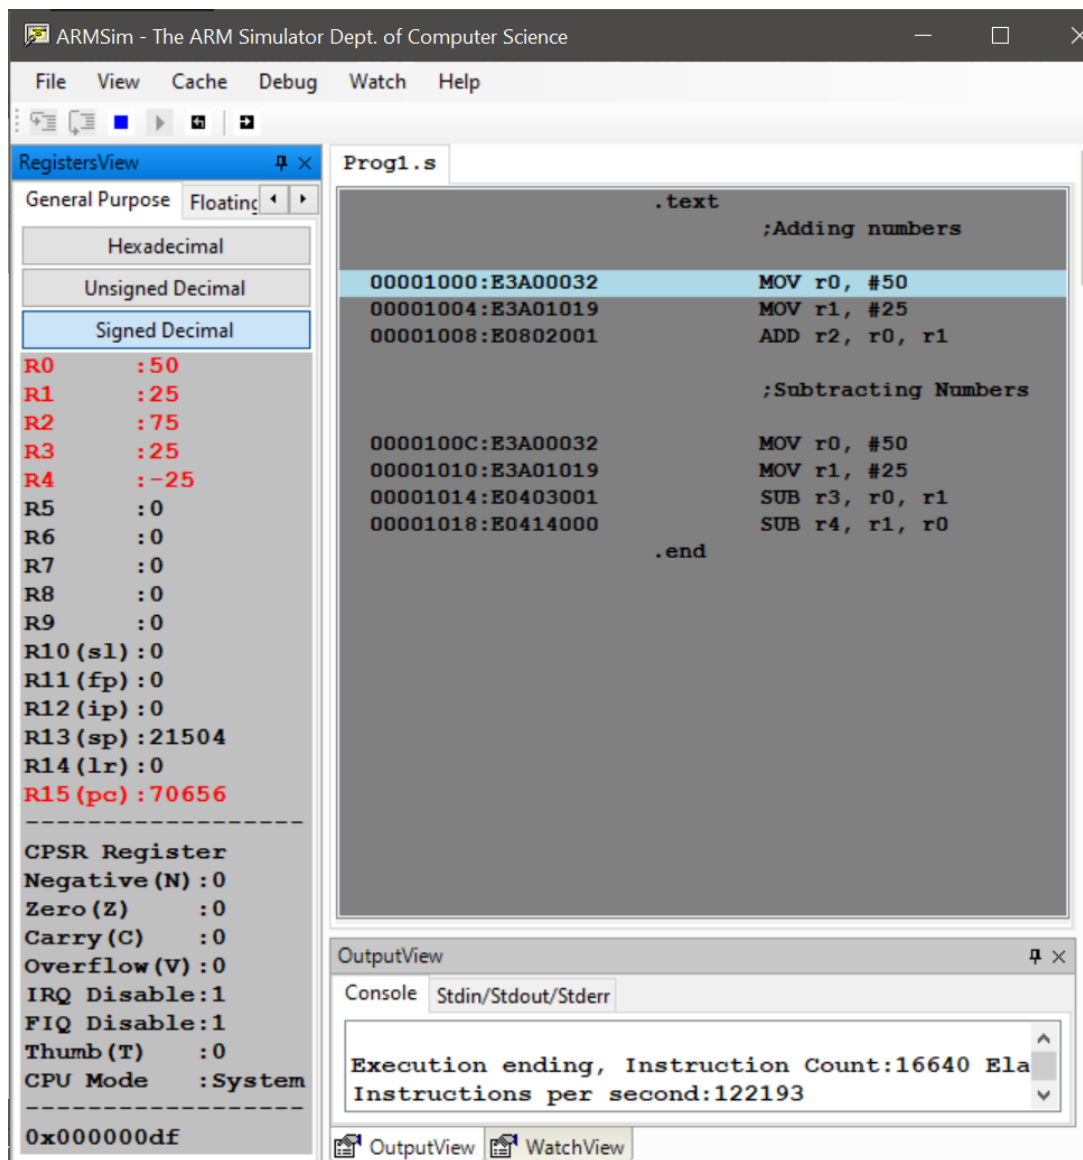 ARMSim - The ARM Simulator Dept. of Computer Science
File View Cache Debug Watch Help
RegistersView
General Purpose Floating
Hexadecimal
Unsigned Decimal
Signed Decimal
R0 :50
R1 :25
R2 :75
R3 :25
R4 :-25
R5 :0
R6 :0
R7 :0
R8 :0
R9 :0
R10(sl):0
R11(fp):0
R12(ip):0
R13(sp):21504
R14(lr):0
R15(pc):70656
-------------------
CPSR Register
Negative(N):0
Zero(Z) :0
Carry(C) :0
Overflow(V):0
IRQ Disable:1
FIQ Disable:1
Thumb(T) :0
CPU Mode :System
-------------------
0x000000df
Prog1.s
.text
;Adding numbers
00001000:E3A00032 MOV r0, #50
00001004:E3A01019 MOV r1, #25
00001008:E0802001 ADD r2, r0, r1
;Subtracting Numbers
0000100C:E3A00032 MOV r0, #50
00001010:E3A01019 MOV r1, #25
00001014:E0403001 SUB r3, r0, r1
00001018:E0414000 SUB r4, r1, r0
.end
OutputView
Console Stdin/Stdout/Stderr
Execution ending, Instruction Count:16640 Ela
Instructions per second:122193
OutputView WatchView